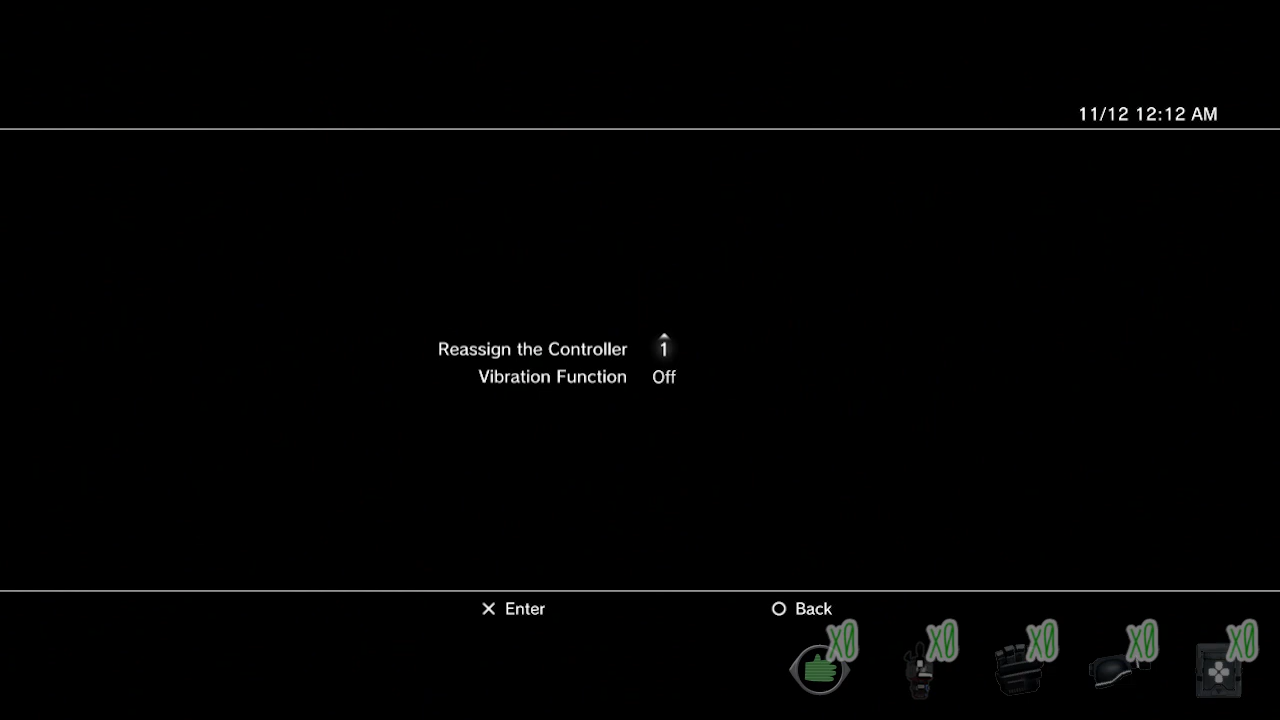 11/12 12:12 AM
Reassign the Controller 1
Vibration Function Off
Enter Back
X0 X0 X0 X0 X0